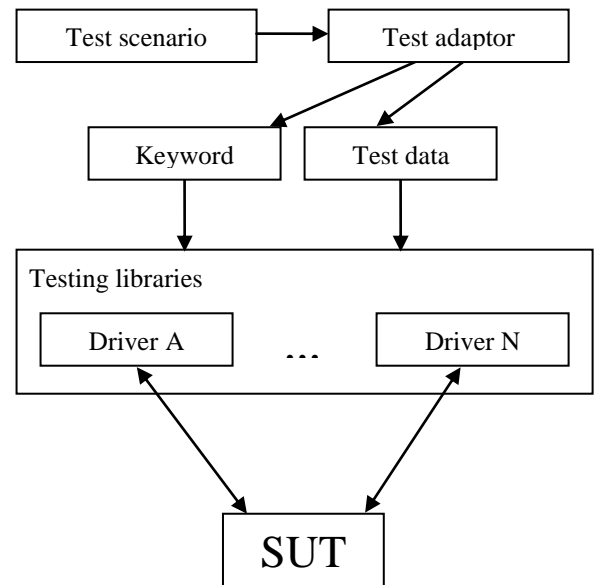 Test scenario
Test adaptor
Keyword
Test data
Testing libraries
Driver A
...
Driver N
SUT